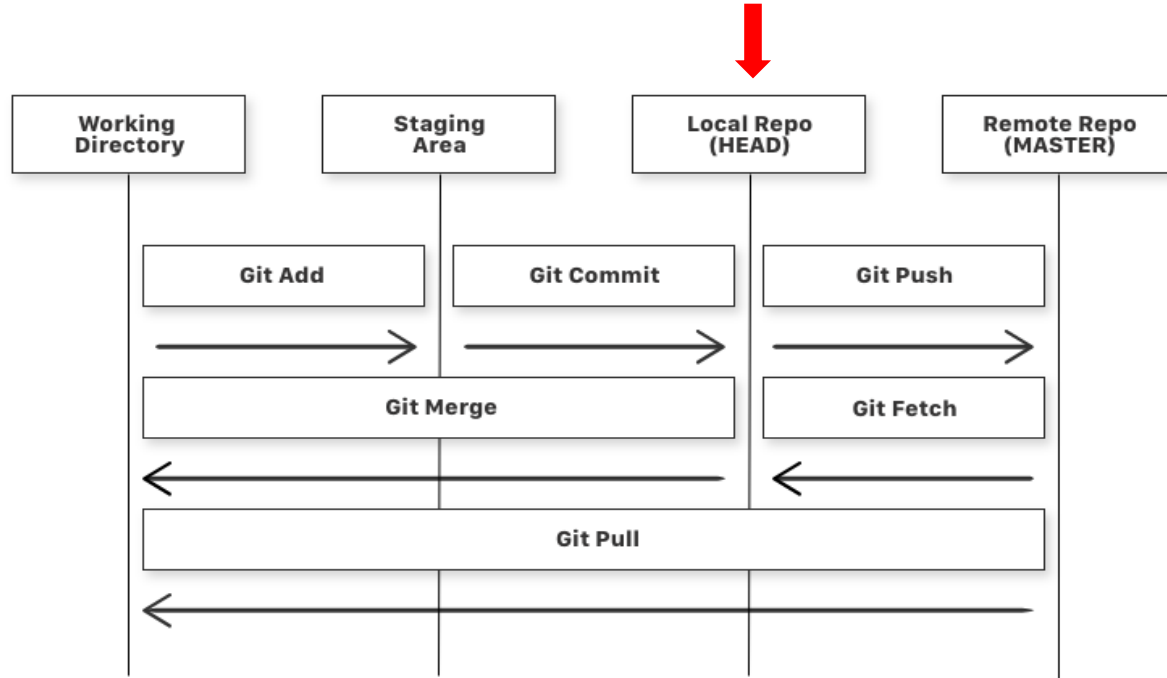 Working
Directory
Staging
Area
Local Repo
(HEAD)
Remote Repo
(MASTER)
Git Add
Git Commit
Git Push
Git Merge
Git Fetch
Git Pull